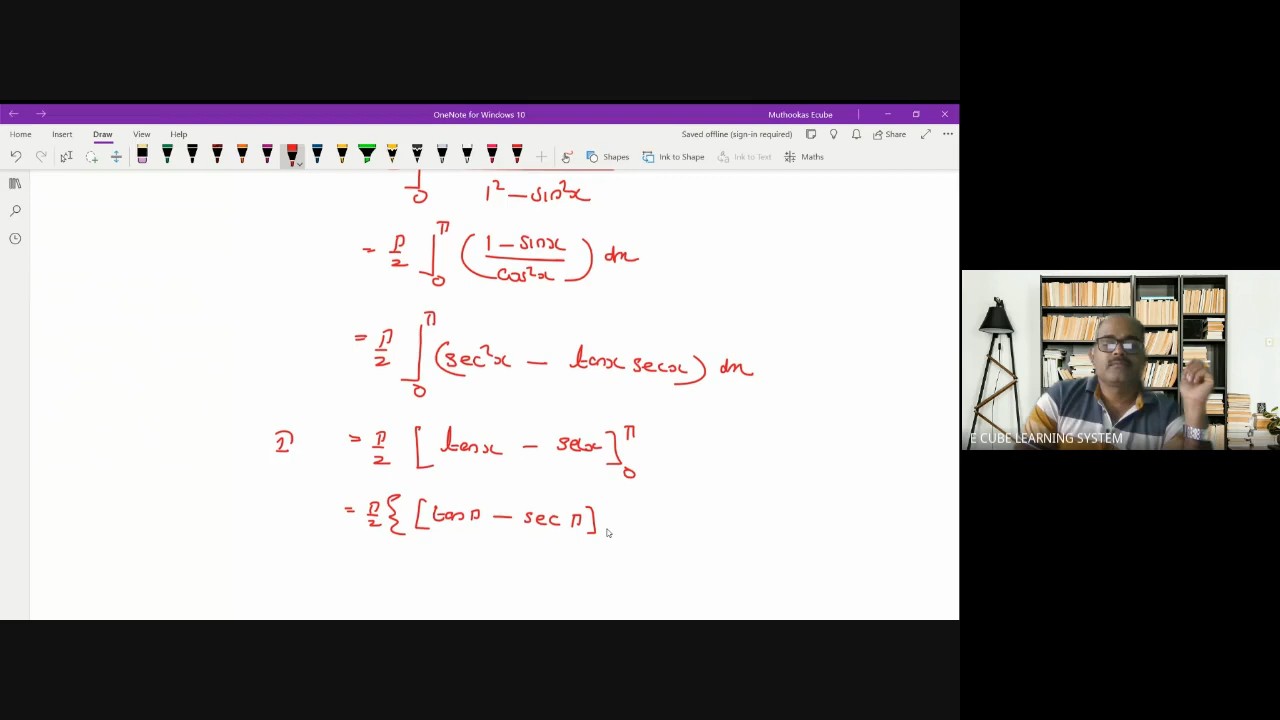 OneNote for Windows 10
Muthookas Ecube
Home Insert Draw View Help
Saved offline (sign-in required) Share
Shapes Ink to Shape Ink to Text Maths
0 1² – sin²x
= π/2 ∫₀^π ( (1 – sinx)/(cos²x) ) dx
= π/2 ∫₀^π (sec²x – tanx secx) dx
I = π/2 [ tanx – secx ]₀^π
= π/2 { [tan π – sec π]
E CUBE LEARNING SYSTEM